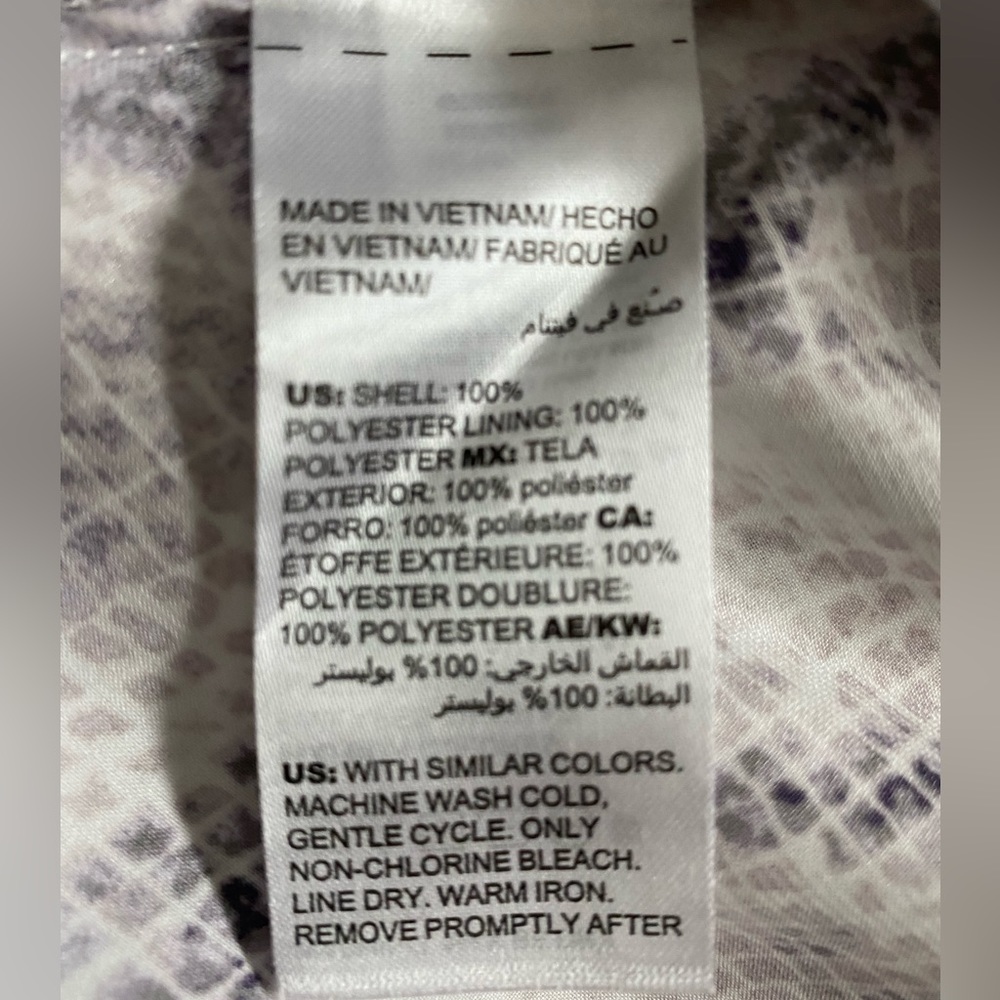 MADE IN VIETNAM/ HECHO
EN VIETNAM/ FABRIQUÉ AU
VIETNAM/
صنع في فيتنام
US: SHELL: 100%
POLYESTER LINING: 100%
POLYESTER MX: TELA
EXTERIOR: 100% poliéster
FORRO: 100% poliéster CA:
ÉTOFFE EXTÉRIEURE: 100%
POLYESTER DOUBLURE:
100% POLYESTER AE/KW:
القماش الخارجي: 100% بوليستر
البطانة: 100% بوليستر
US: WITH SIMILAR COLORS.
MACHINE WASH COLD,
GENTLE CYCLE. ONLY
NON-CHLORINE BLEACH.
LINE DRY. WARM IRON.
REMOVE PROMPTLY AFTER